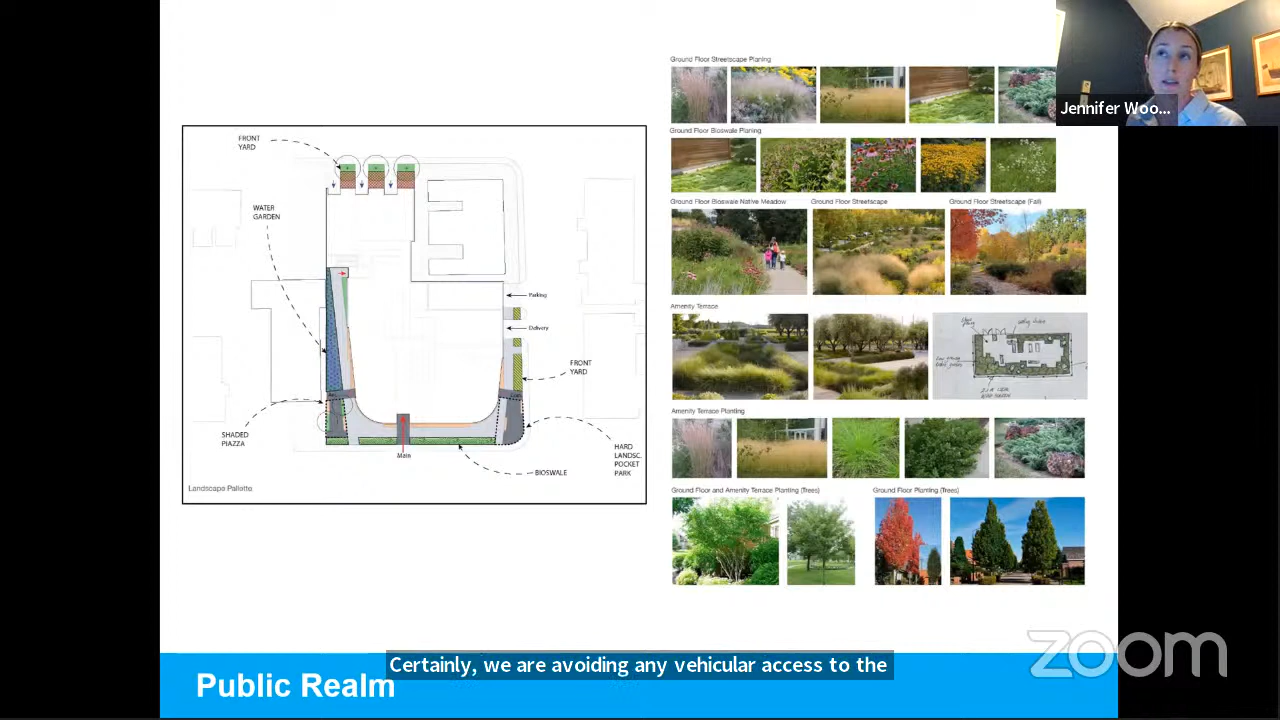 FRONT
YARD
WATER
GARDEN
Parking
Delivery
FRONT
YARD
SHADED
PIAZZA
Main
HARD
LANDSC.
POCKET
PARK
BIOSWALE
Landscape Pallette
Ground Floor Streetscape Planing
Ground Floor Bioswale Planing
Ground Floor Bioswale Native Meadow
Ground Floor Streetscape
Ground Floor Streetscape (Fall)
Amenity Terrace
Amenity Terrace Planting
Ground Floor and Amenity Terrace Planting (Trees)
Ground Floor Planting (Trees)
Jennifer Woo...
zoom
Certainly, we are avoiding any vehicular access to the
Public Realm